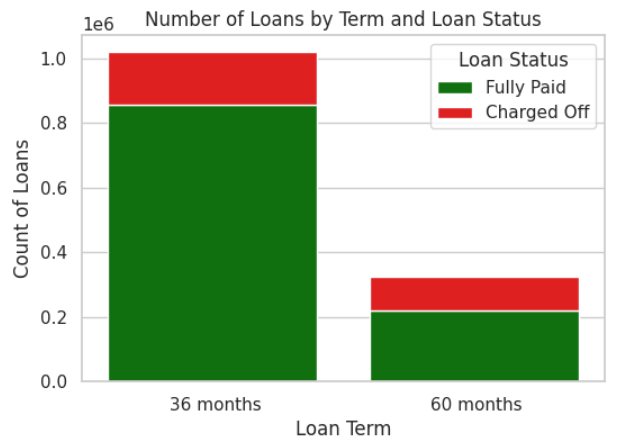 Number of Loans by Term and Loan Status
1e6
Loan Status
Fully Paid
Charged Off
1.0
0.8
0.6
0.4
0.2
0.0
Count of Loans
36 months
60 months
Loan Term